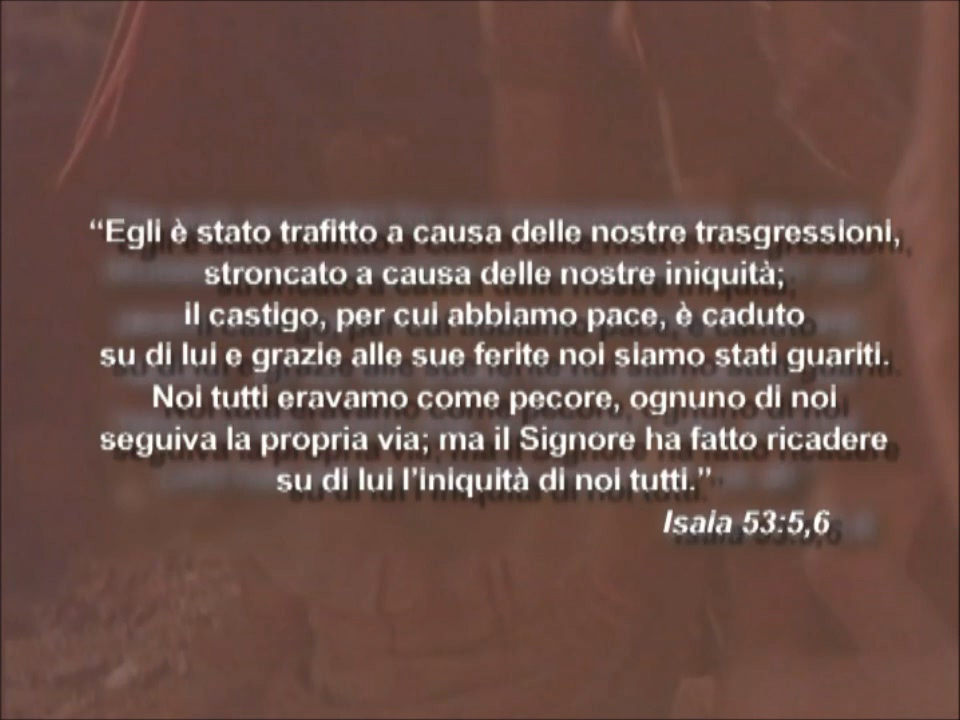 “Egli è stato trafitto a causa delle nostre trasgressioni,
stroncato a causa delle nostre iniquità;
il castigo, per cui abbiamo pace, è caduto
su di lui e grazie alle sue ferite noi siamo stati guariti.
Noi tutti eravamo come pecore, ognuno di noi
seguiva la propria via; ma il Signore ha fatto ricadere
su di lui l’iniquità di noi tutti.”
Isaia 53:5,6